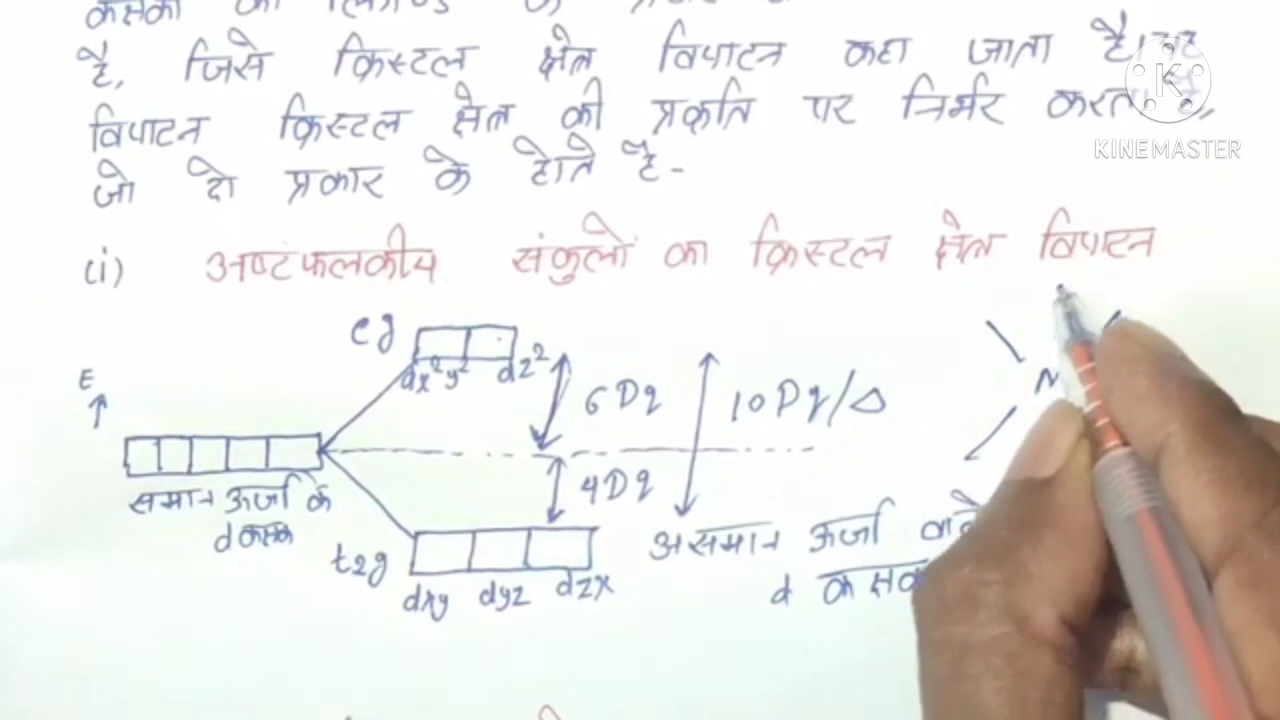 है, जिसे क्रिस्टल क्षेत्र विपाटन कहा जाता है।
विपाटन क्रिस्टल क्षेत्र की प्रकृति पर निर्भर करता
जो दो प्रकार के होते है-
(i) अष्टफलकीय संकुलों का क्रिस्टल क्षेत्र विपाटन
eg
dx²y² dz²
E
6Dq 10Dq/Δ
समान ऊर्जा के
d कक्षक
4Dq
t2g
dxy dyz dzx
असमान ऊर्जा वाले
d कक्षक
KINEMASTER